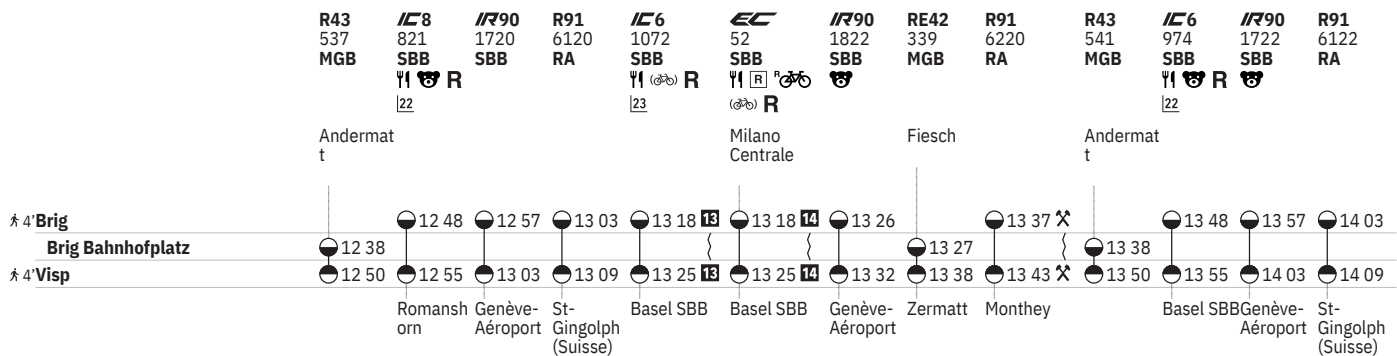 R43 IC8 IR90 R91 IC6 EC IR90 RE42 R91 R43 IC6 IR90 R91
537 821 1720 6120 1072 52 1822 339 6220 541 974 1722 6122
MGB SBB SBB RA SBB SBB SBB MGB RA MGB SBB SBB RA
R R R R R
22 23 R 22
Andermat Milano Fiesch Andermat
t Centrale t
4' Brig 12 48 12 57 13 03 13 18 13 13 18 14 13 26 13 37 13 48 13 57 14 03
Brig Bahnhofplatz 12 38 13 27 13 38
4' Visp 12 50 12 55 13 03 13 09 13 25 13 13 25 14 13 32 13 38 13 43 13 50 13 55 14 03 14 09
Romansh Genève- St- Basel SBB Basel SBB Genève- Zermatt Monthey Basel SBB Genève- St-
orn Aéroport Gingolph Aéroport Aéroport Gingolph
(Suisse) (Suisse)